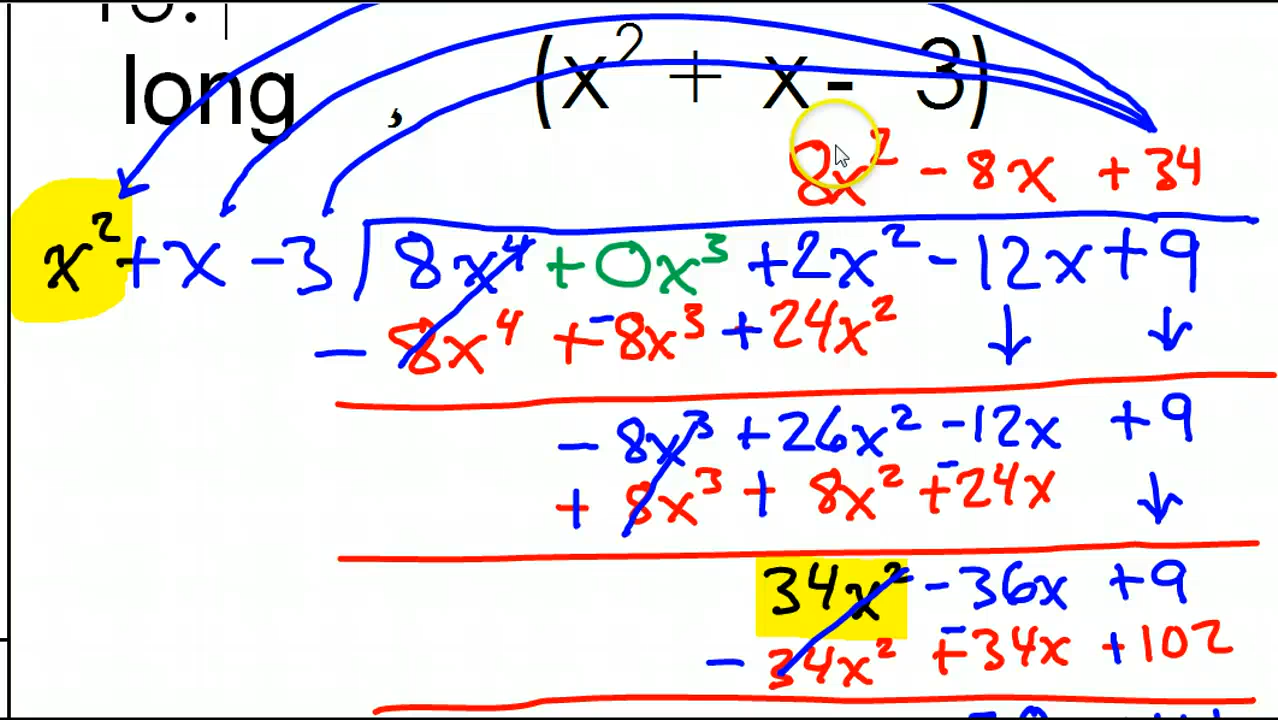 long , (x² + x - 3)
8x² - 8x + 34
x² + x - 3 8x⁴ + 0x³ + 2x² - 12x + 9
- 8x⁴ + - 8x³ + 24x²
- 8x³ + 26x² - 12x + 9
+ 8x³ + 8x² + - 24x
34x² - 36x + 9
- 34x² + - 34x + 102